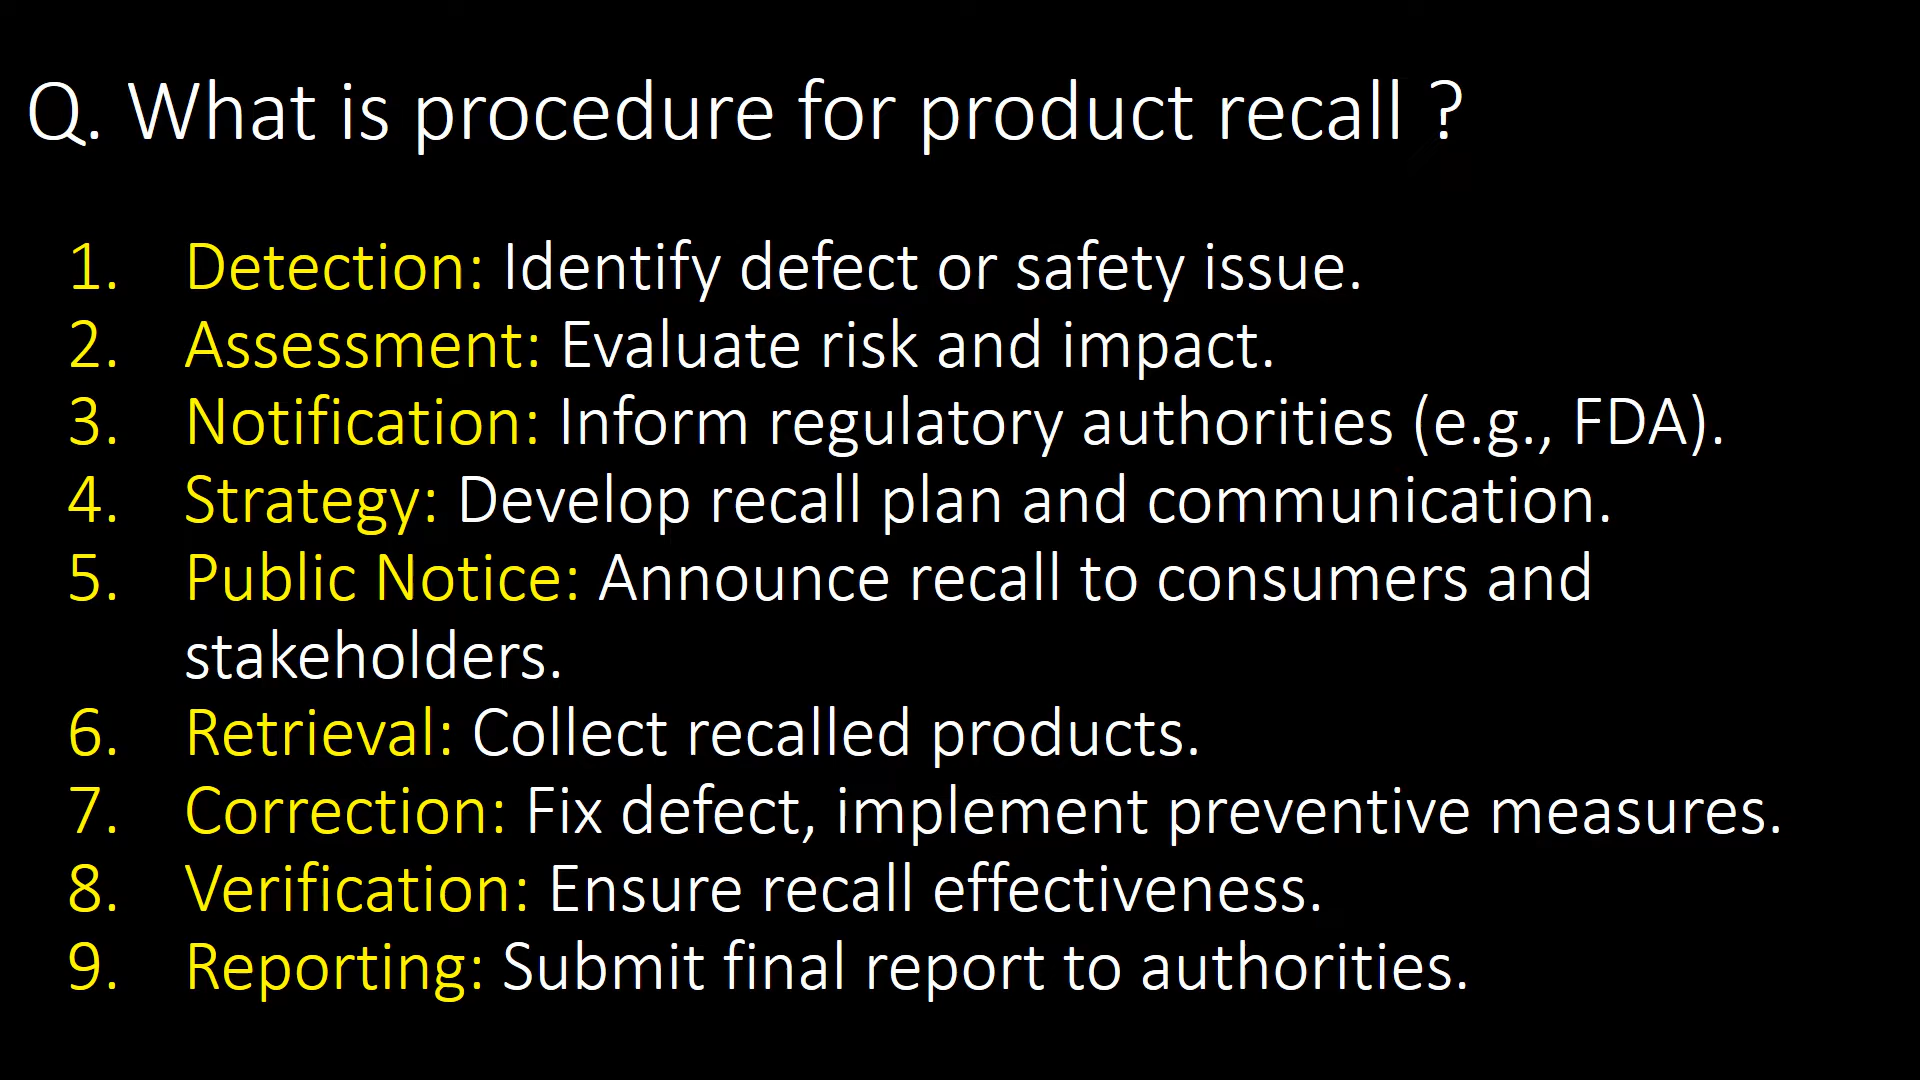 Q. What is procedure for product recall ?
1. Detection: Identify defect or safety issue.
2. Assessment: Evaluate risk and impact.
3. Notification: Inform regulatory authorities (e.g., FDA).
4. Strategy: Develop recall plan and communication.
5. Public Notice: Announce recall to consumers and
stakeholders.
6. Retrieval: Collect recalled products.
7. Correction: Fix defect, implement preventive measures.
8. Verification: Ensure recall effectiveness.
9. Reporting: Submit final report to authorities.